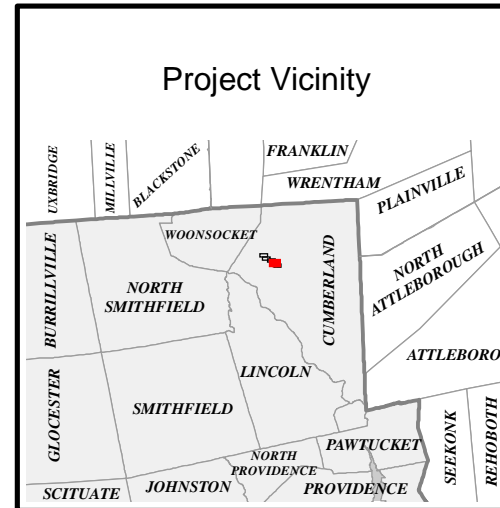 Project Vicinity
FRANKLIN
UXBRIDGE
MILLVILLE
BLACKSTONE
WRENTHAM
PLAINVILLE
WOONSOCKET
BURRILLVILLE
NORTH
SMITHFIELD
CUMBERLAND
NORTH
ATTLEBOROUGH
ATTLEBORO
LINCOLN
GLOCESTER
SMITHFIELD
PAWTUCKET
SEEKONK
REHOBOTH
NORTH
PROVIDENCE
SCITUATE
JOHNSTON
PROVIDENCE